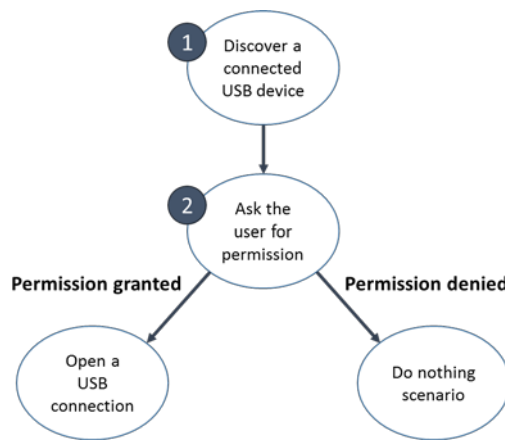 1
Discover a
connected
USB device
2
Ask the
user for
permission
Permission granted
Permission denied
Open a
USB
connection
Do nothing
scenario